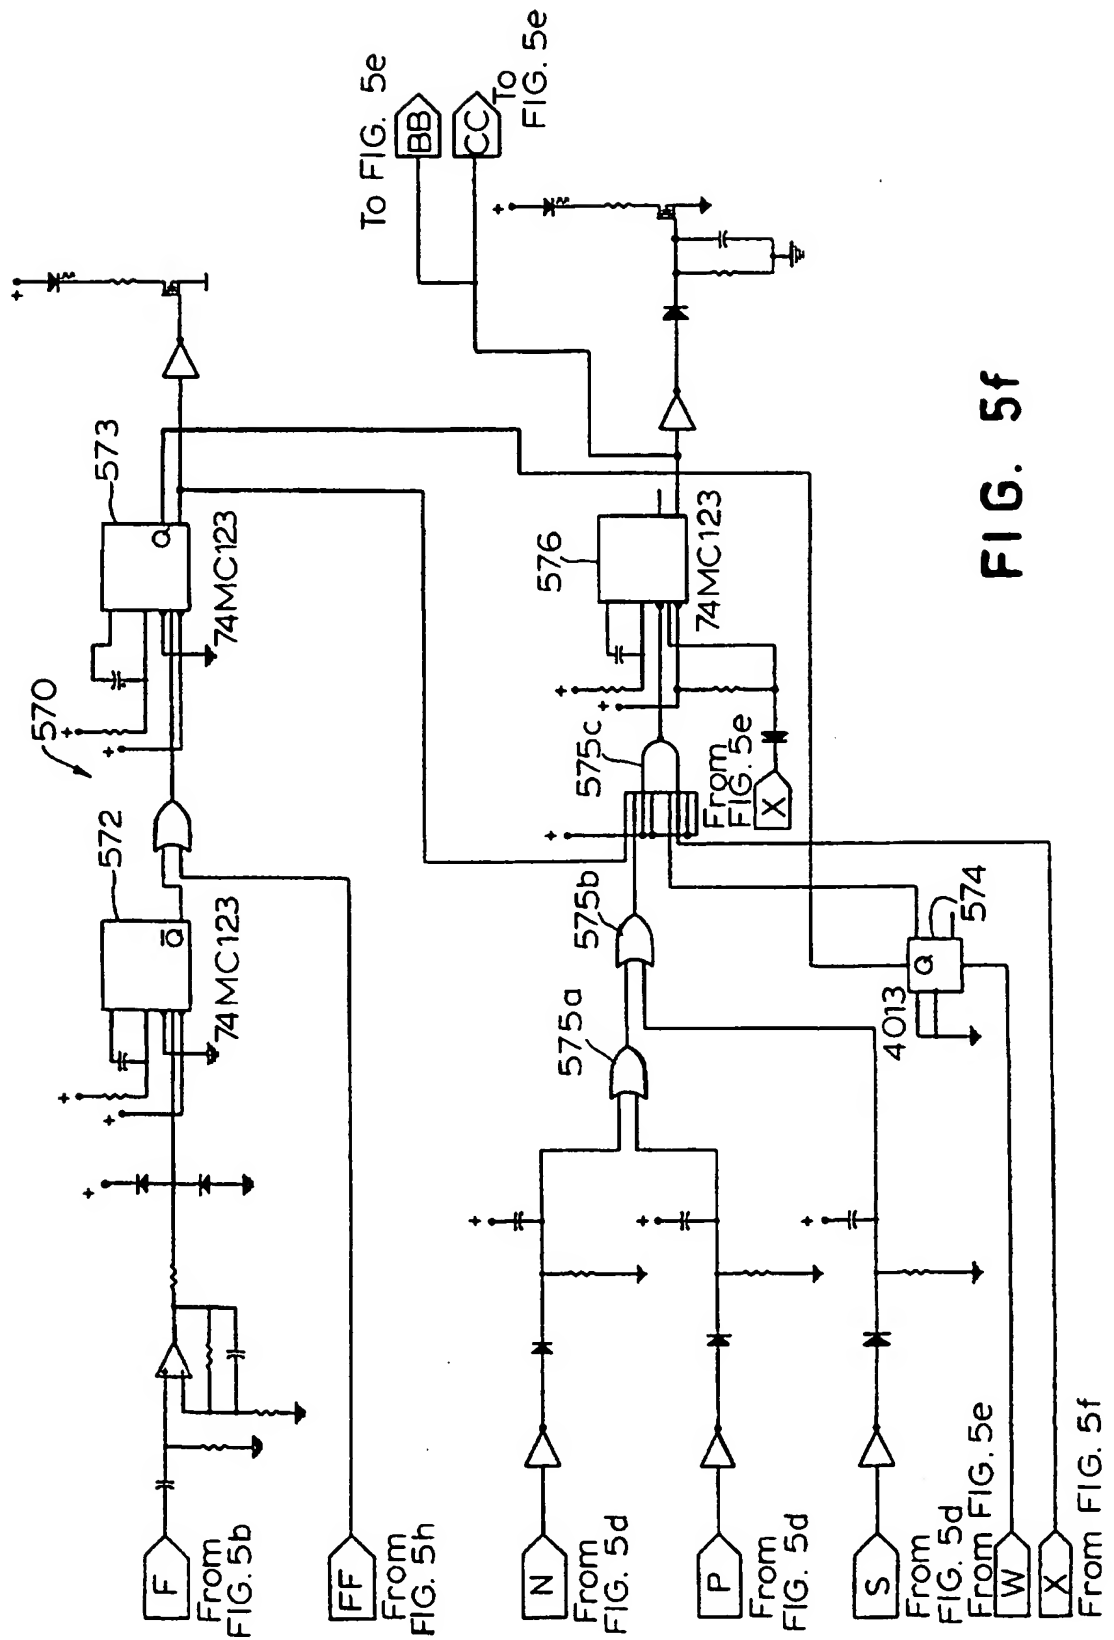 570
573
Q
74MC123
572
Q̅
74MC123
F
From
FIG. 5b
FF
From
FIG. 5h
To FIG. 5e
BB
CC
To
FIG. 5e
576
74MC123
575c
From
FIG. 5e
X
575b
575a
N
From
FIG. 5d
P
From
FIG. 5d
S
From
FIG. 5d
4013
Q
574
From FIG. 5e
W
X
From FIG. 5f
FIG. 5f